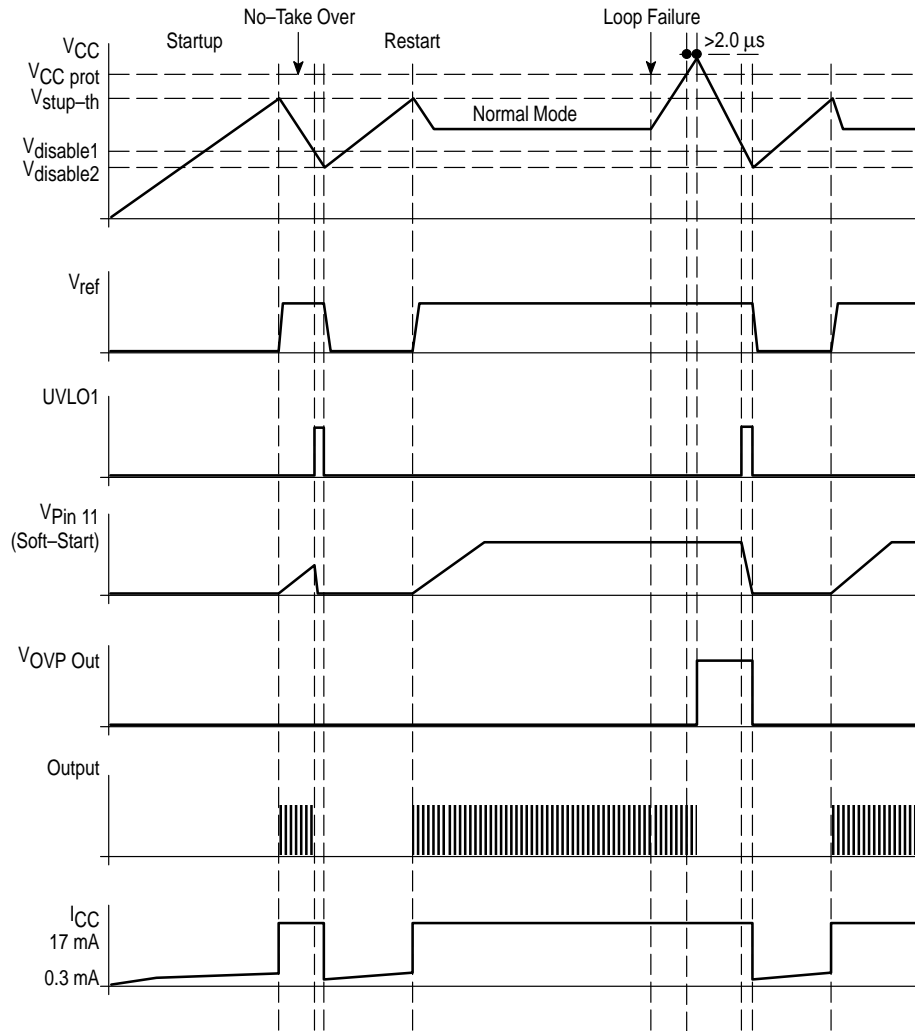 No–Take Over
Loop Failure
Startup
Restart
>2.0 μs
VCC
VCC prot
Vstup–th
Normal Mode
Vdisable1
Vdisable2
Vref
UVLO1
VPin 11
(Soft–Start)
VOVP Out
Output
ICC
17 mA
0.3 mA